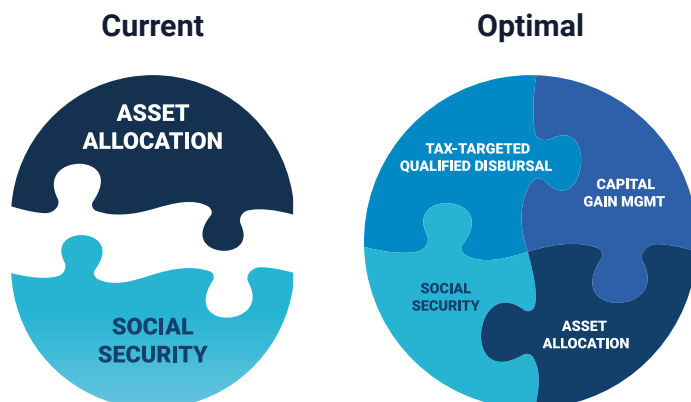 Current
ASSET
ALLOCATION
SOCIAL
SECURITY
Optimal
TAX-TARGETED
QUALIFIED DISBURSAL
CAPITAL
GAIN MGMT
SOCIAL
SECURITY
ASSET
ALLOCATION